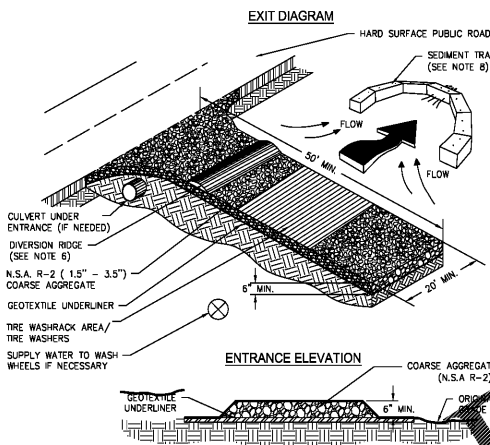 EXIT DIAGRAM
HARD SURFACE PUBLIC ROAD
SEDIMENT TRA
(SEE NOTE 8)
FLOW
50' MIN.
FLOW
CULVERT UNDER
ENTRANCE (IF NEEDED)
DIVERSION RIDGE
(SEE NOTE 6)
N.S.A. R-2 ( 1.5" - 3.5")
COARSE AGGREGATE
GEOTEXTILE UNDERLINER
6" MIN.
20' MIN.
TIRE WASHRACK AREA/
TIRE WASHERS
SUPPLY WATER TO WASH
WHEELS IF NECESSARY
ENTRANCE ELEVATION
COARSE AGGREGAT
(N.S.A R-2)
GEOTEXTILE
UNDERLINER
6" MIN.